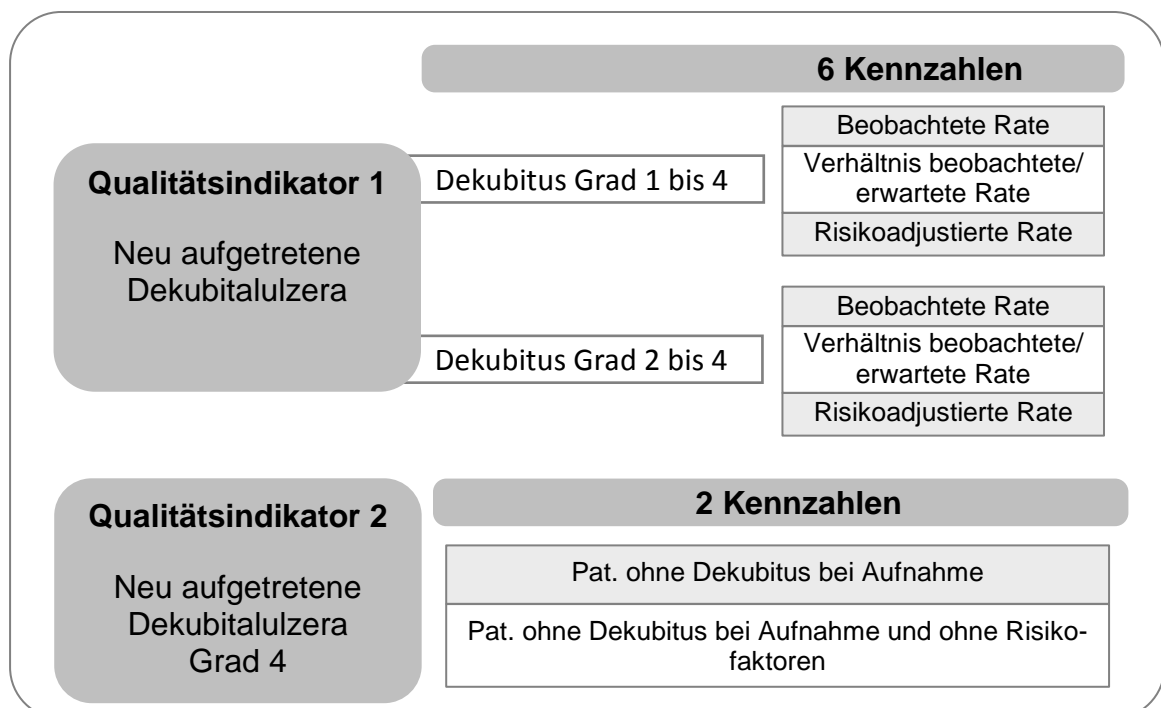 6 Kennzahlen
Qualitätsindikator 1
Neu aufgetretene
Dekubitalulzera
Dekubitus Grad 1 bis 4
Beobachtete Rate
Verhältnis beobachtete/
erwartete Rate
Risikoadjustierte Rate
Dekubitus Grad 2 bis 4
Beobachtete Rate
Verhältnis beobachtete/
erwartete Rate
Risikoadjustierte Rate
Qualitätsindikator 2
Neu aufgetretene
Dekubitalulzera
Grad 4
2 Kennzahlen
Pat. ohne Dekubitus bei Aufnahme
Pat. ohne Dekubitus bei Aufnahme und ohne Risiko-
faktoren